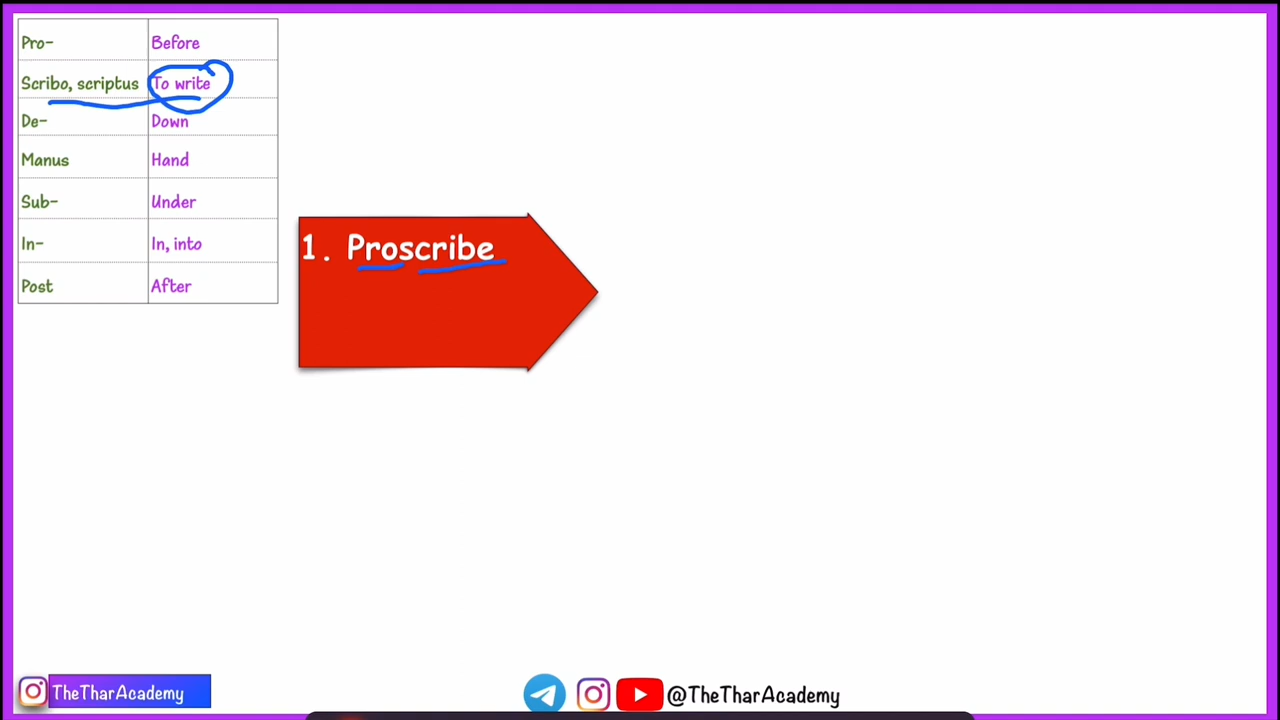 Pro- Before
Scribo, scriptus To write
De- Down
Manus Hand
Sub- Under
In- In, into
Post After
1. Proscribe
TheTharAcademy
@TheTharAcademy